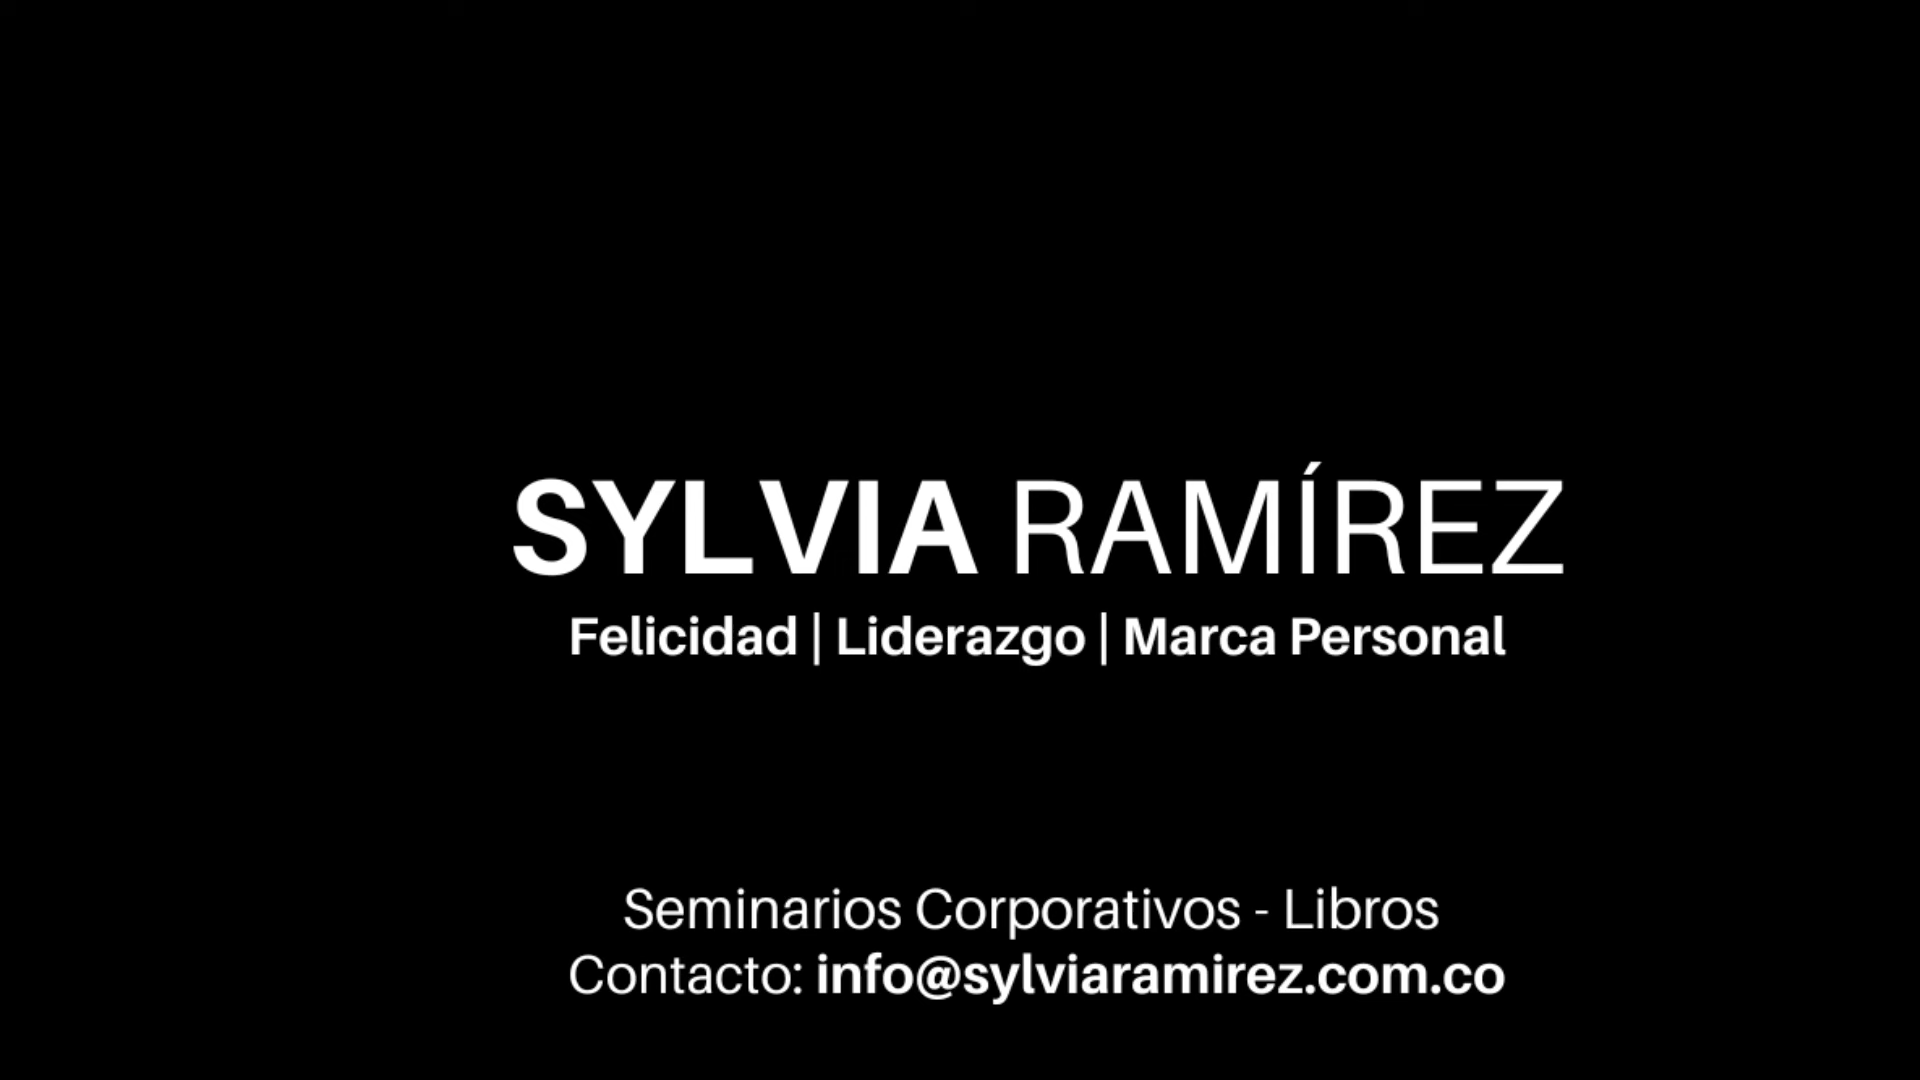 SYLVIA RAMÍREZ
Felicidad | Liderazgo | Marca Personal
Seminarios Corporativos - Libros
Contacto: info@sylviaramirez.com.co